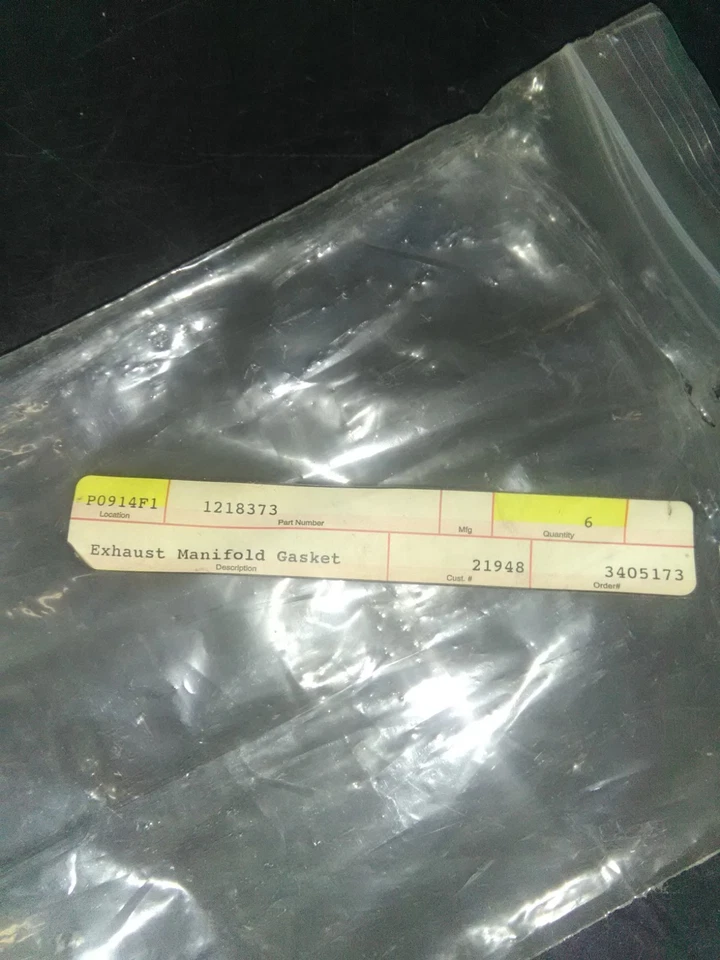 P0914F1 1218373 6
Location Part Number Mfg Quantity
Exhaust Manifold Gasket 21948 3405173
Description Cust. # Order#